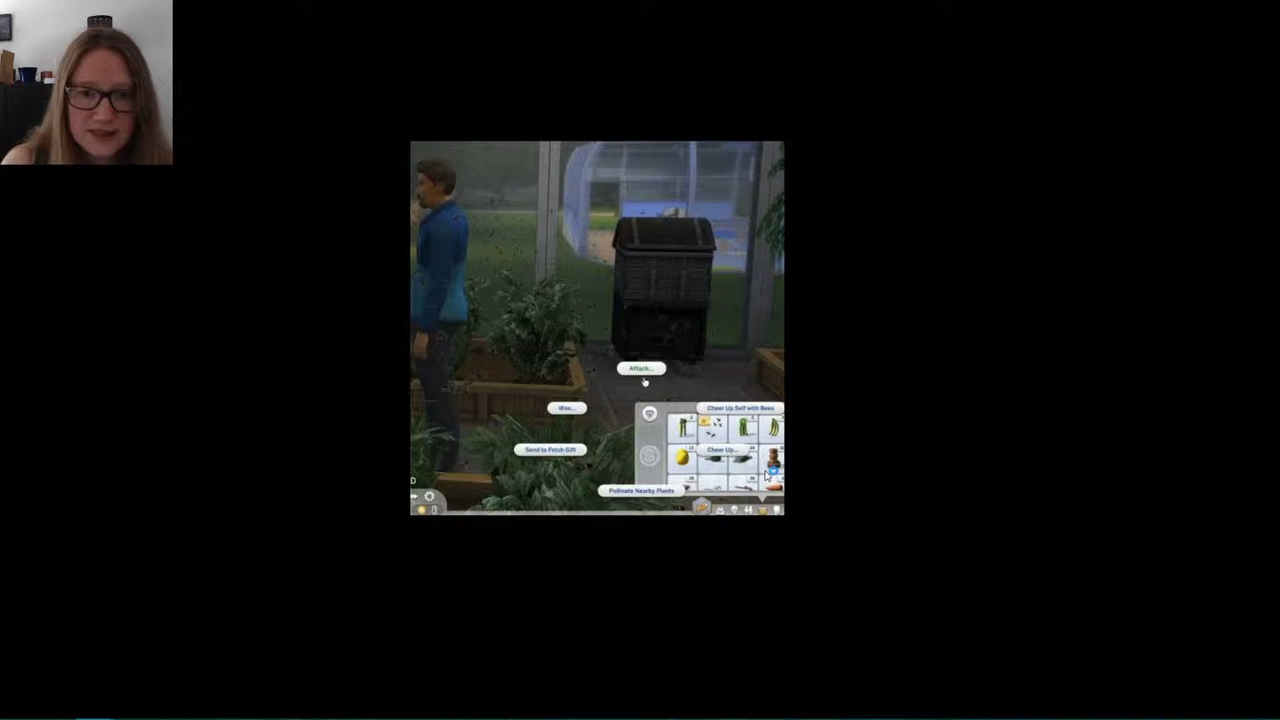 Attack...
Woo...
Cheer Up Self with Bees
Send to Fetch Gift
Cheer Up...
Pollinate Nearby Plants